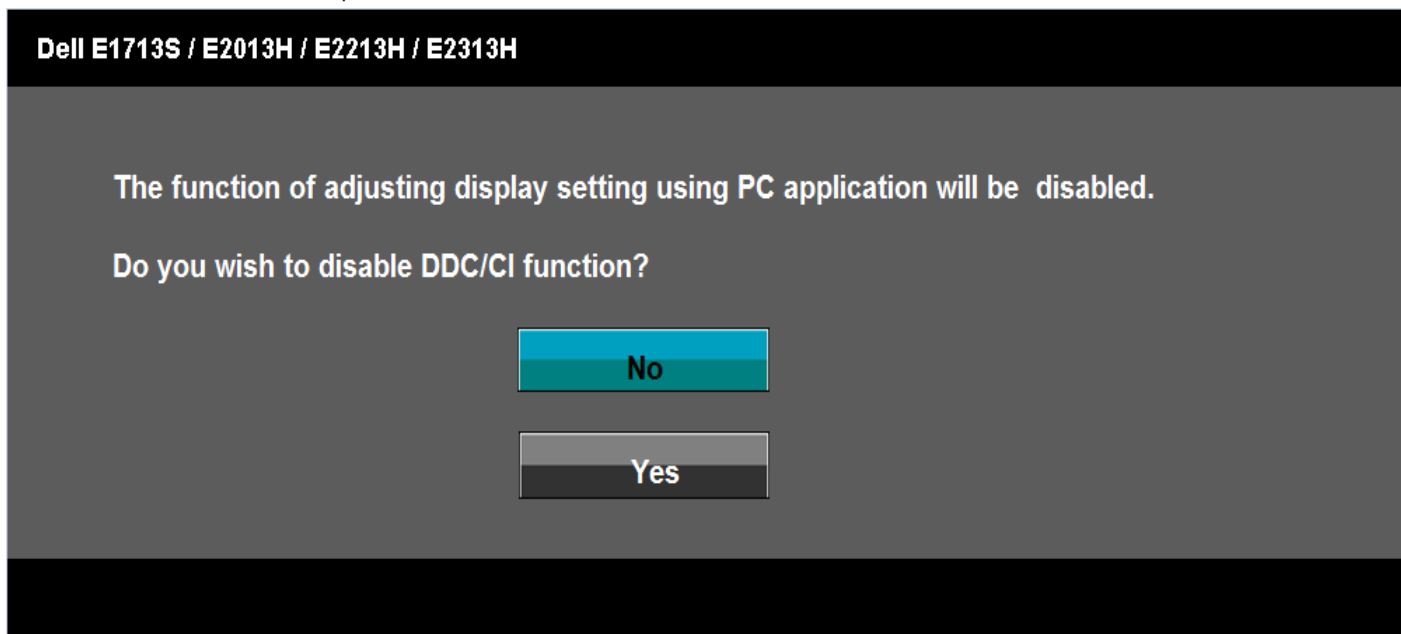 Dell E1713S / E2013H / E2213H / E2313H
The function of adjusting display setting using PC application will be  disabled.
Do you wish to disable DDC/CI function?
No
Yes